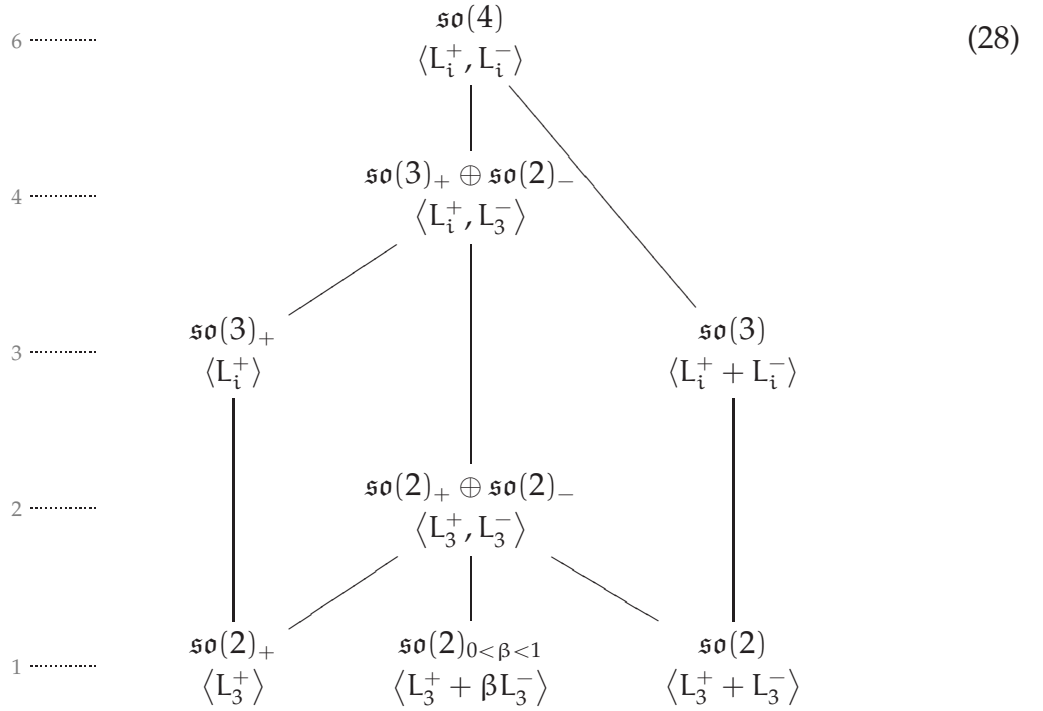 𝔰𝔬(4)
6
⟨L_i^+, L_i^-⟩
(28)
𝔰𝔬(3)_+ ⊕ 𝔰𝔬(2)_-
4
⟨L_i^+, L_3^-⟩
𝔰𝔬(3)_+ 𝔰𝔬(3)
3
⟨L_i^+⟩ ⟨L_i^+ + L_i^-⟩
𝔰𝔬(2)_+ ⊕ 𝔰𝔬(2)_-
2
⟨L_3^+, L_3^-⟩
𝔰𝔬(2)_+ 𝔰𝔬(2)_{0<β<1} 𝔰𝔬(2)
1
⟨L_3^+⟩ ⟨L_3^+ + βL_3^-⟩ ⟨L_3^+ + L_3^-⟩